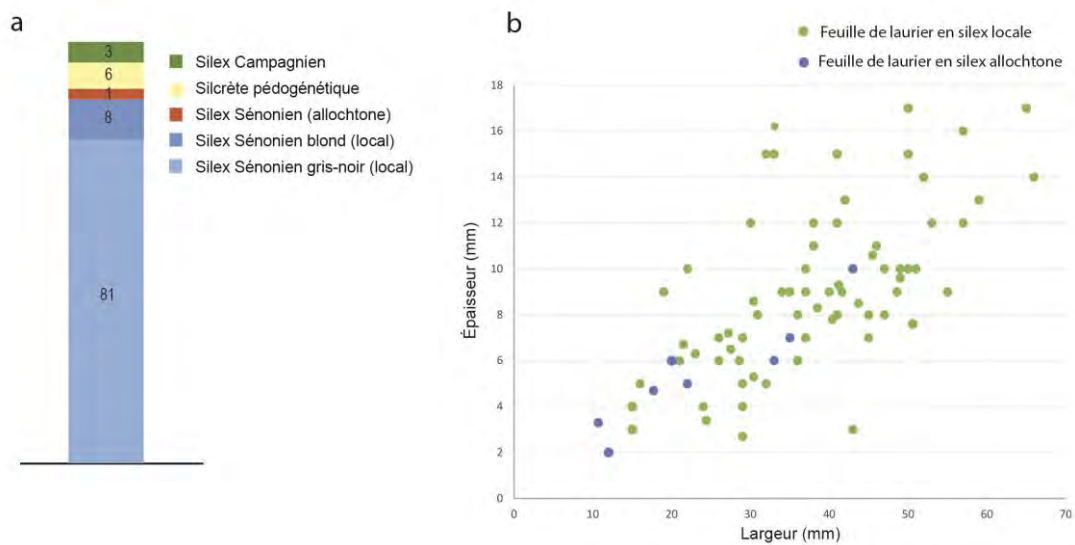 a
3
6
1
8
81
Silex Campagnien
Silcrète pédogénétique
Silex Sénonien (allochtone)
Silex Sénonien blond (local)
Silex Sénonien gris-noir (local)
b
Feuille de laurier en silex locale
Feuille de laurier en silex allochtone
Épaisseur (mm)
18
16
14
12
10
8
6
4
2
0
0 10 20 30 40 50 60 70
Largeur (mm)